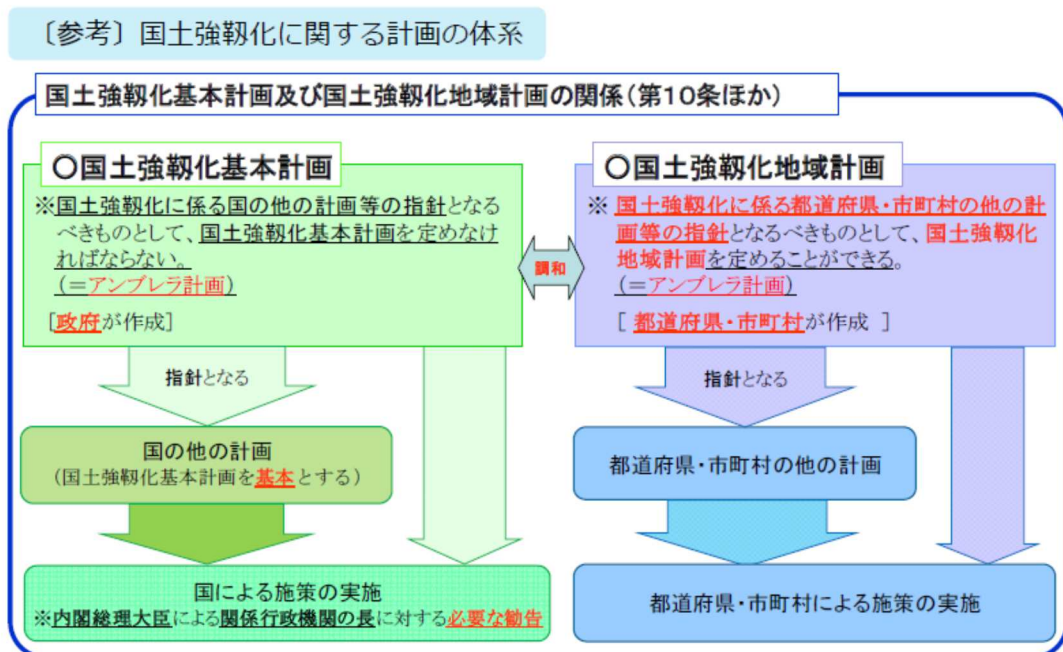 〔参考〕国土強靱化に関する計画の体系
国土強靱化基本計画及び国土強靱化地域計画の関係(第10条ほか)
○国土強靱化基本計画
※国土強靱化に係る国の他の計画等の指針となる
べきものとして、国土強靱化基本計画を定めなけ
ればならない。
(=アンブレラ計画)
[政府が作成]
調和
○国土強靱化地域計画
※ 国土強靱化に係る都道府県・市町村の他の計
画等の指針となるべきものとして、国土強靱化
地域計画を定めることができる。
(=アンブレラ計画)
[ 都道府県・市町村が作成 ]
指針となる
国の他の計画
(国土強靱化基本計画を基本とする)
国による施策の実施
※内閣総理大臣による関係行政機関の長に対する必要な勧告
指針となる
都道府県・市町村の他の計画
都道府県・市町村による施策の実施